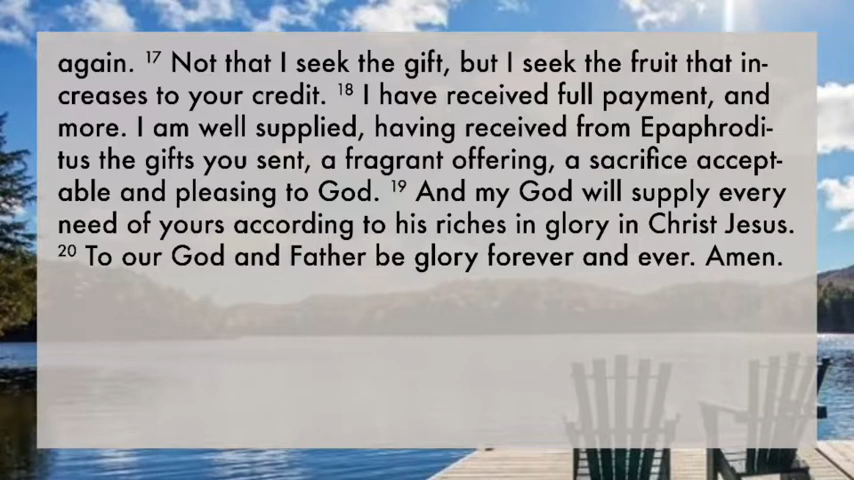 again. 17 Not that I seek the gift, but I seek the fruit that in-
creases to your credit. 18 I have received full payment, and
more. I am well supplied, having received from Epaphrodi-
tus the gifts you sent, a fragrant offering, a sacrifice accept-
able and pleasing to God. 19 And my God will supply every
need of yours according to his riches in glory in Christ Jesus.
20 To our God and Father be glory forever and ever. Amen.